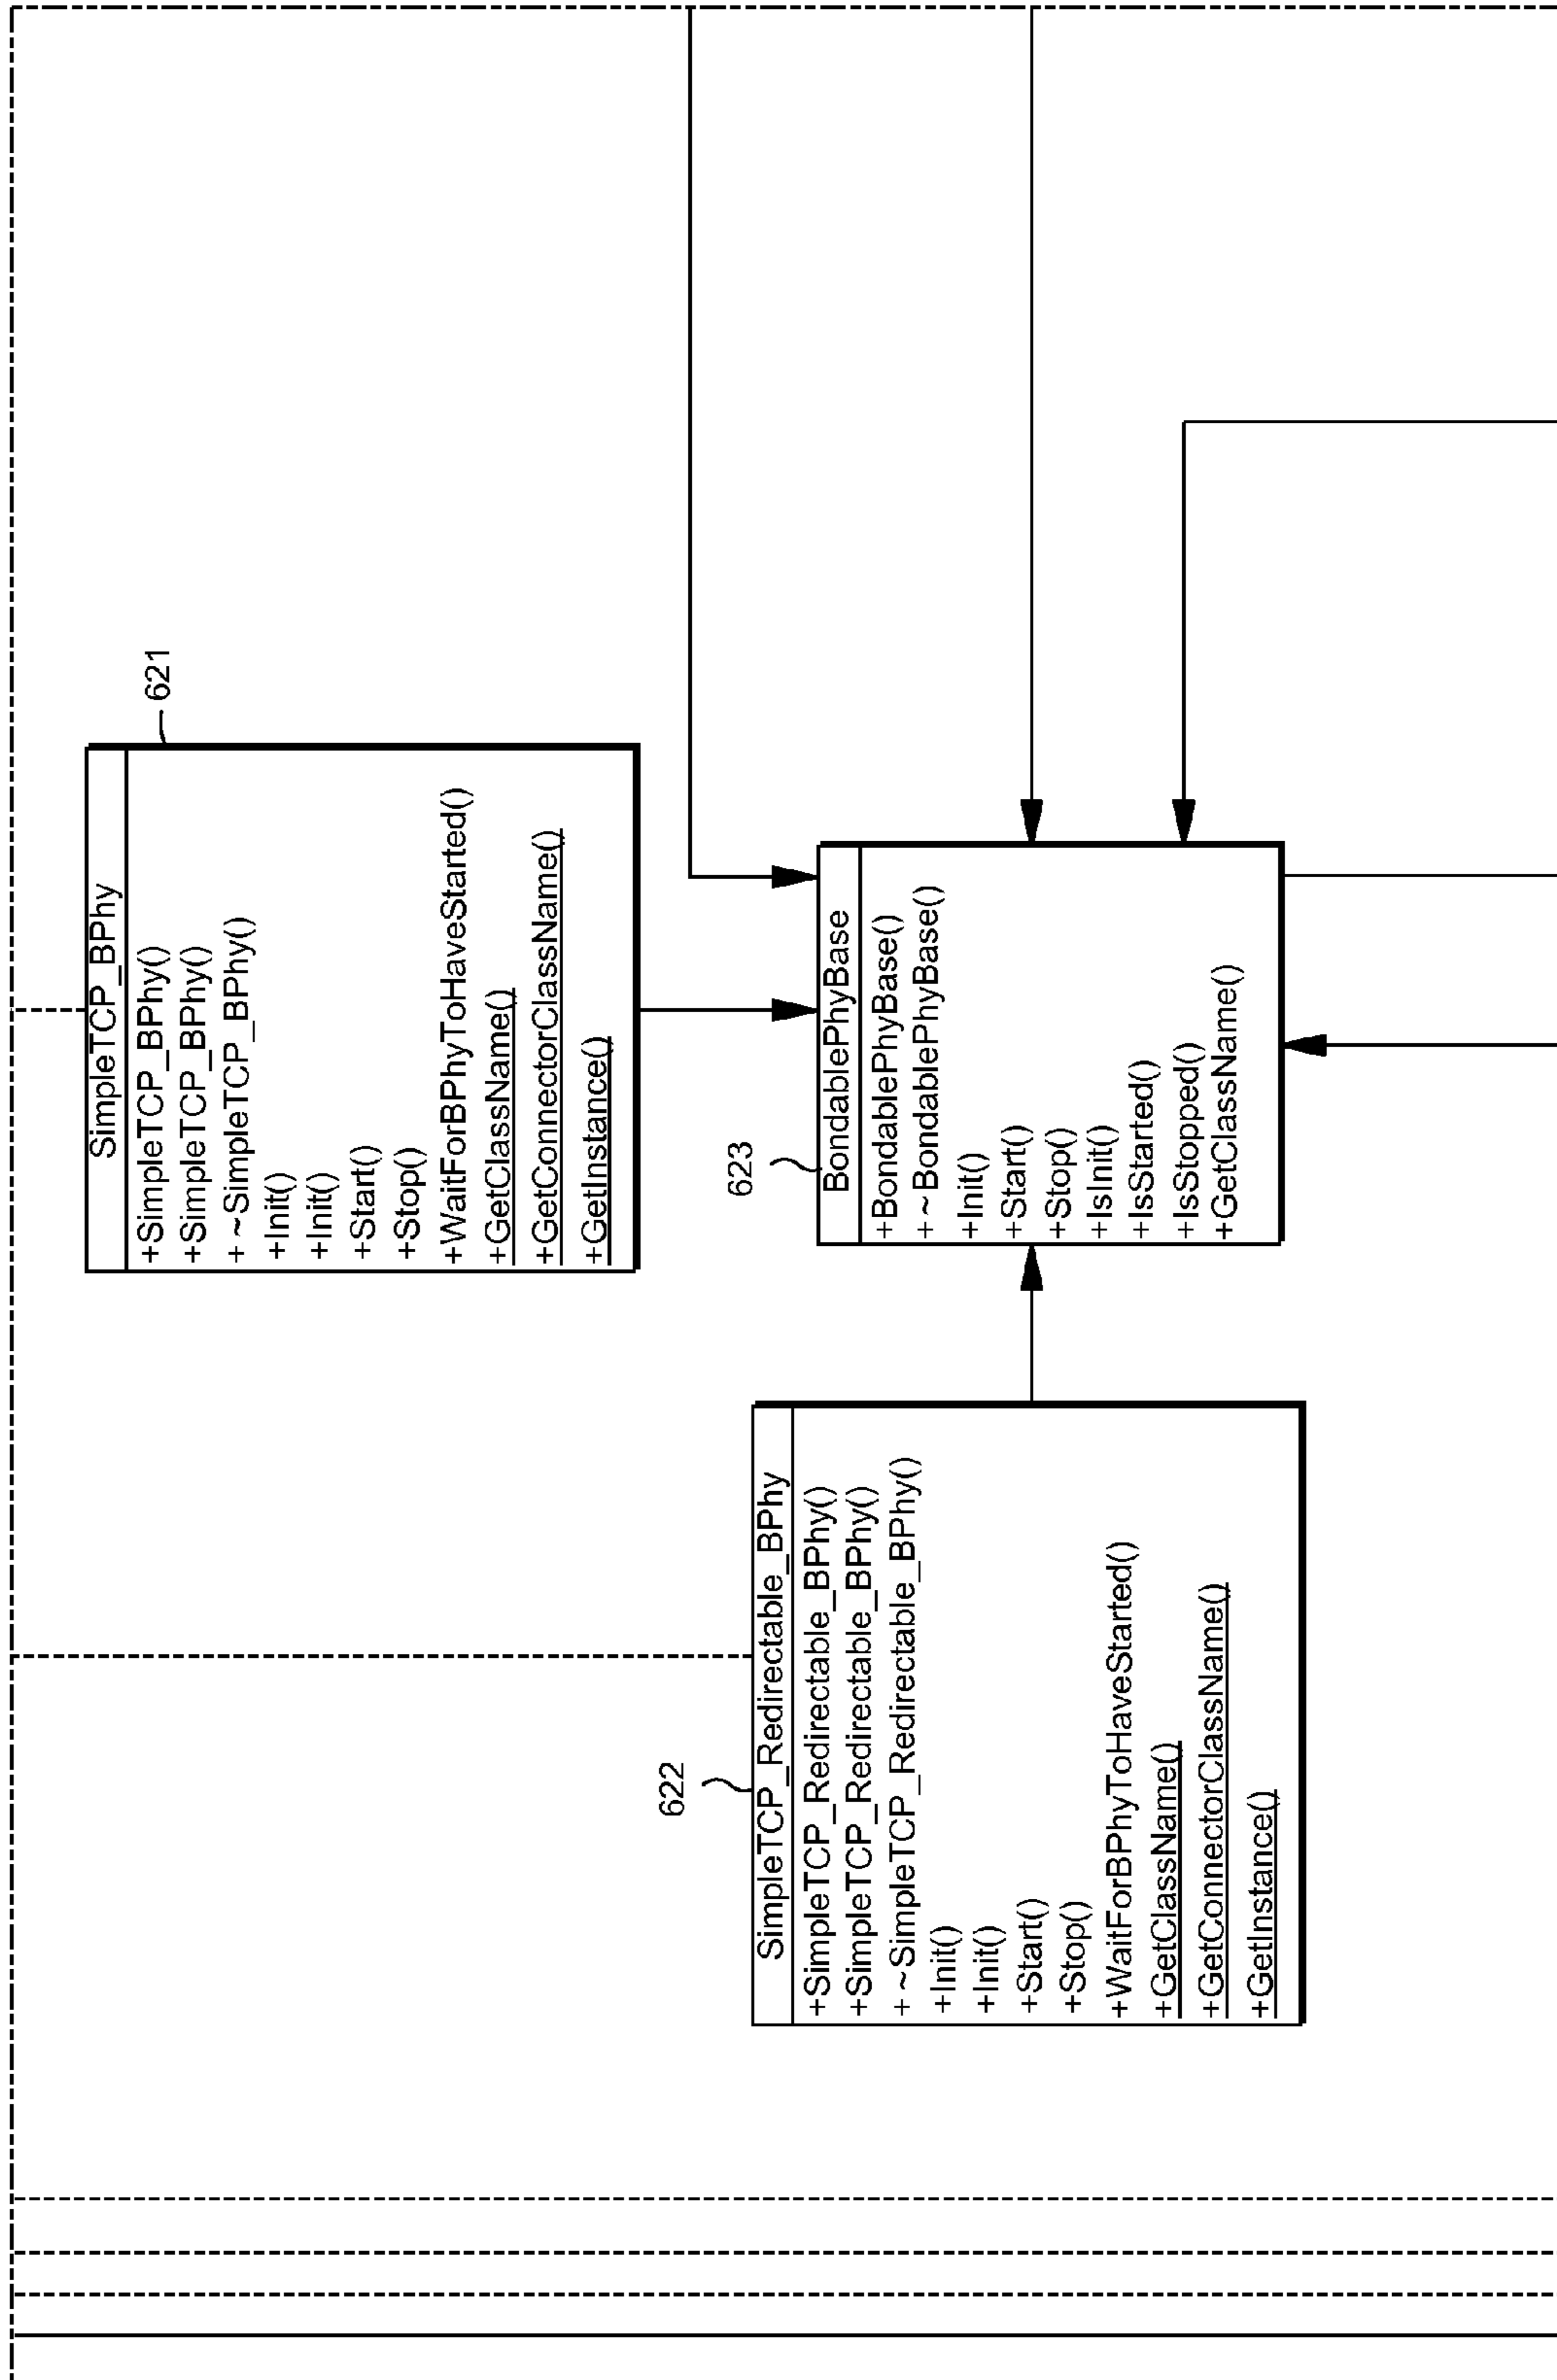 SimpleTCP_BPhy
+SimpleTCP_BPhy()
+SimpleTCP_BPhy()
+~SimpleTCP_BPhy()
+Init()
+Init()
+Start()
+Stop()
+WaitForBPhyToHaveStarted()
+GetClassName()
+GetConnectorClassName()
+GetInstance()
621
622
SimpleTCP_Redirectable_BPhy
+SimpleTCP_Redirectable_BPhy()
+SimpleTCP_Redirectable_BPhy()
+~SimpleTCP_Redirectable_BPhy()
+Init()
+Init()
+Start()
+Stop()
+WaitForBPhyToHaveStarted()
+GetClassName()
+GetConnectorClassName()
+GetInstance()
623
BondablePhyBase
+BondablePhyBase()
+~BondablePhyBase()
+Init()
+Start()
+Stop()
+IsInit()
+IsStarted()
+IsStopped()
+GetClassName()